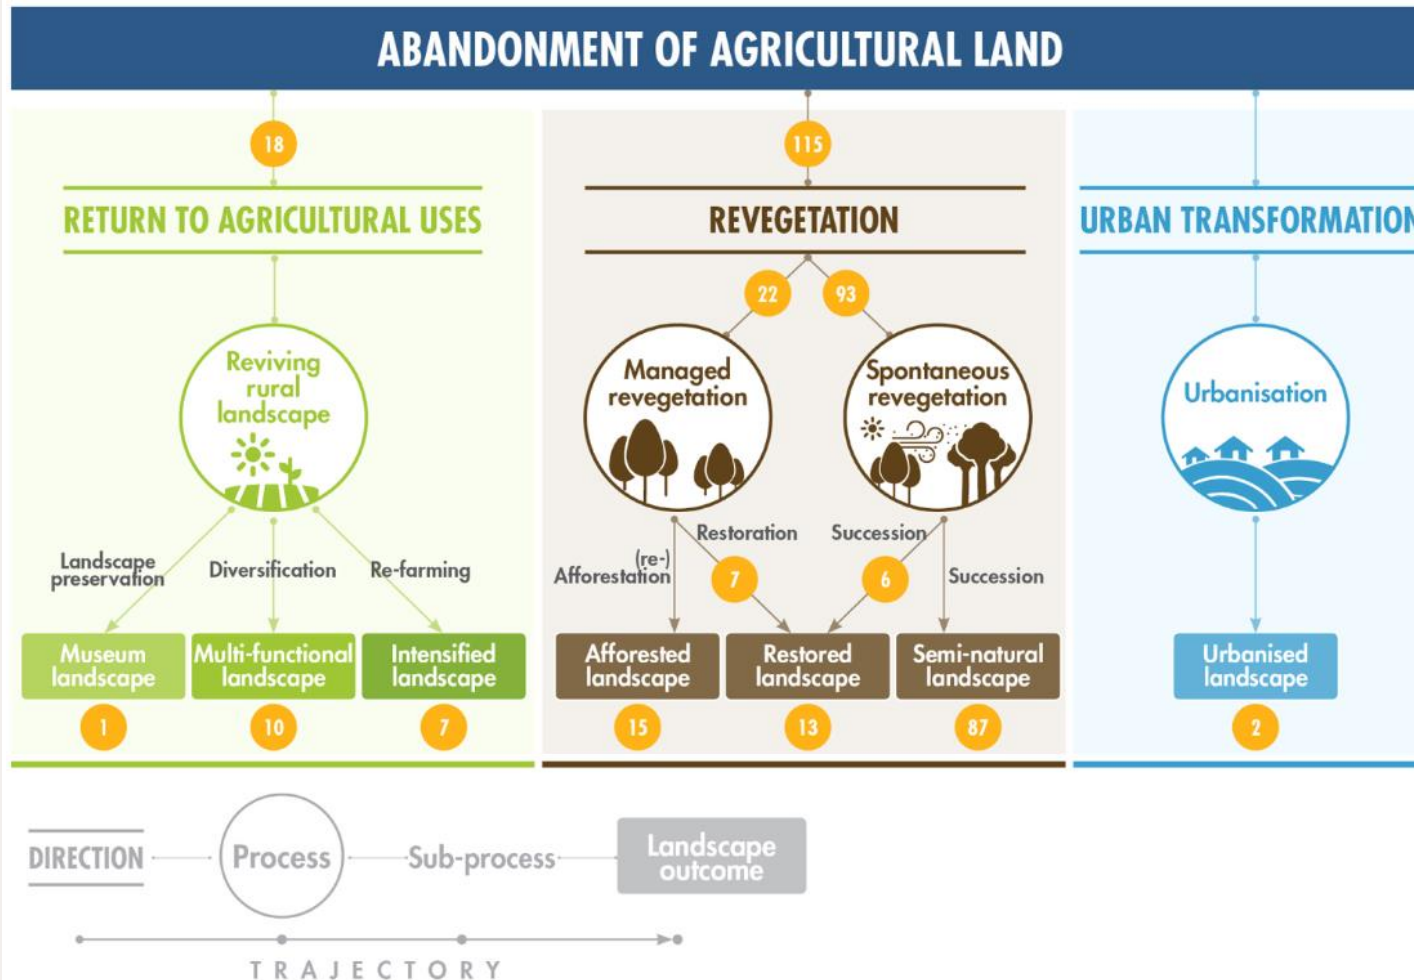 ABANDONMENT OF AGRICULTURAL LAND
18
RETURN TO AGRICULTURAL USES
Reviving
rural
landscape
Landscape
preservation
Diversification
Re-farming
Museum
landscape
Multi-functional
landscape
Intensified
landscape
1
10
7
115
REVEGETATION
22
93
Managed
revegetation
Spontaneous
revegetation
(re-)
Afforestation
Restoration
7
Succession
6
Succession
Afforested
landscape
Restored
landscape
Semi-natural
landscape
15
13
87
URBAN TRANSFORMATION
Urbanisation
Urbanised
landscape
2
DIRECTION
Process
Sub-process
Landscape
outcome
TRAJECTORY